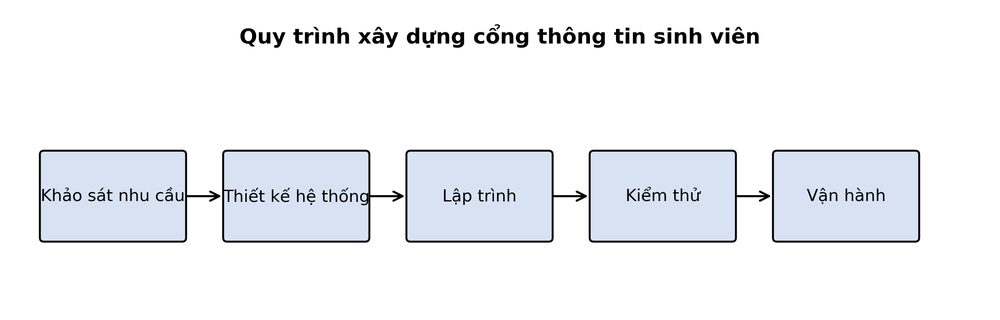 Quy trình xây dựng cổng thông tin sinh viên
Khảo sát nhu cầu
Thiết kế hệ thống
Lập trình
Kiểm thử
Vận hành